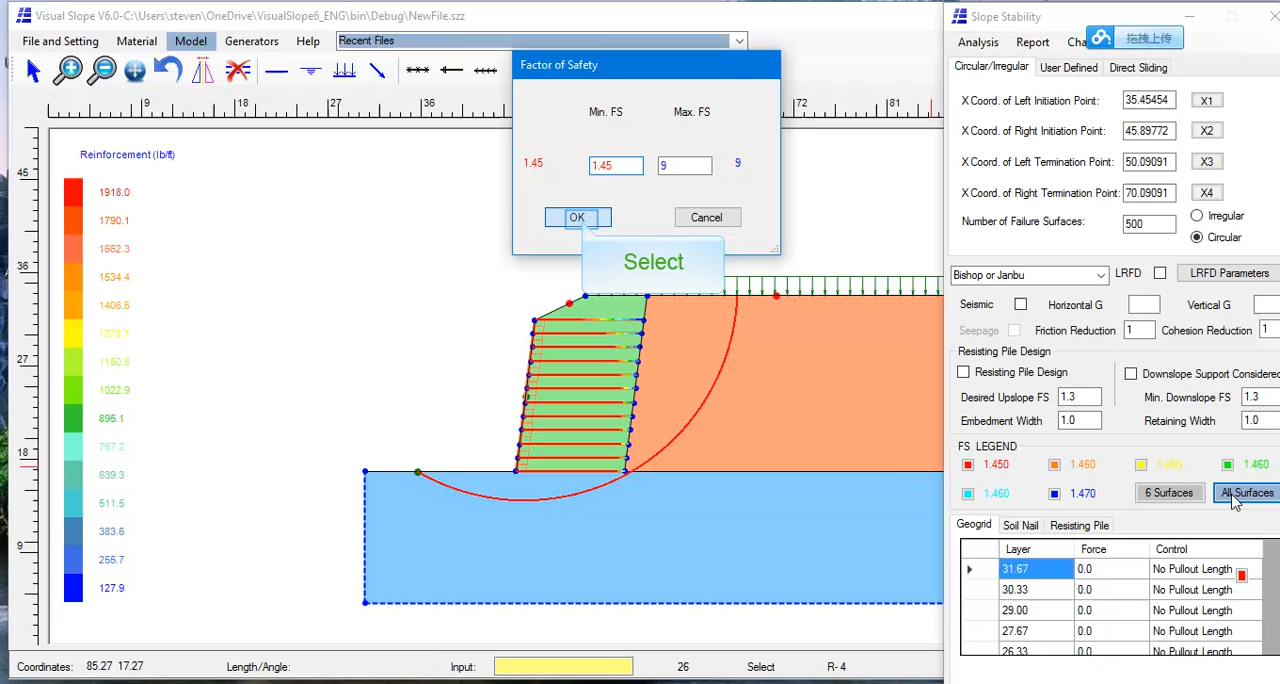 Visual Slope V6.0-C:\Users\steven\OneDrive\VisualSlope6_ENG\bin\Debug\NewFile.szz
File and Setting Material Model Generators Help Recent Files
9 18 27 36 72 81
45
36
27
18
9
Reinforcement (lb/ft)
1918.0
1790.1
1662.3
1534.4
1406.5
1278.7
1150.8
1022.9
895.1
767.2
639.3
511.5
383.6
255.7
127.9
Factor of Safety
Min. FS Max. FS
1.45 1.45 9 9
OK Cancel
Select
Coordinates: 85.27 17.27 Length/Angle: Input: 26 Select R- 4
Slope Stability
Analysis Report Cha 拖拽上传
Circular/Irregular User Defined Direct Sliding
X Coord. of Left Initiation Point: 35.45454 X1
X Coord. of Right Initiation Point: 45.89772 X2
X Coord. of Left Termination Point: 50.09091 X3
X Coord. of Right Termination Point: 70.09091 X4
Number of Failure Surfaces: 500 Irregular
Circular
Bishop or Janbu LRFD LRFD Parameters
Seismic Horizontal G Vertical G
Seepage Friction Reduction 1 Cohesion Reduction 1
Resisting Pile Design
Resisting Pile Design Downslope Support Considered
Desired Upslope FS 1.3 Min. Downslope FS 1.3
Embedment Width 1.0 Retaining Width 1.0
FS LEGEND
1.450 1.460 1.460 1.460
1.460 1.470 6 Surfaces All Surfaces
Geogrid Soil Nail Resisting Pile
Layer Force Control
31.67 0.0 No Pullout Length
30.33 0.0 No Pullout Length
29.00 0.0 No Pullout Length
27.67 0.0 No Pullout Length
26.33 0.0 No Pullout Length